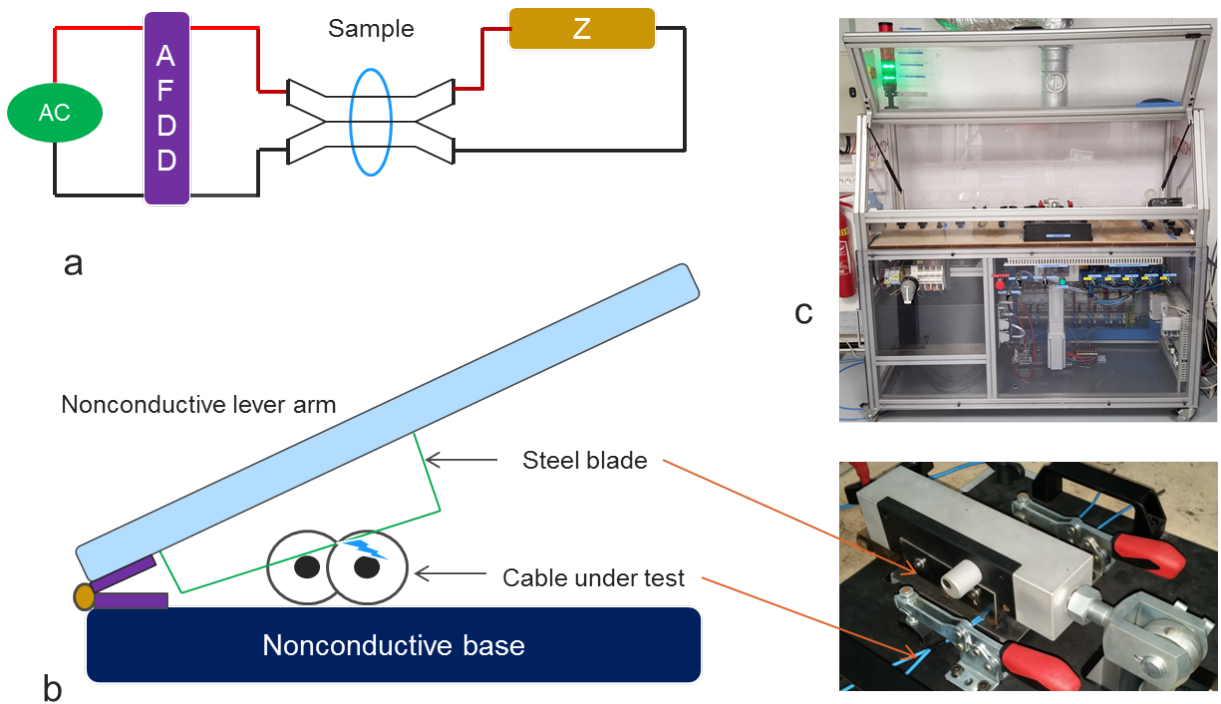 Sample
Z
A
F
D
D
AC
a
Nonconductive lever arm
Steel blade
Cable under test
Nonconductive base
b
c